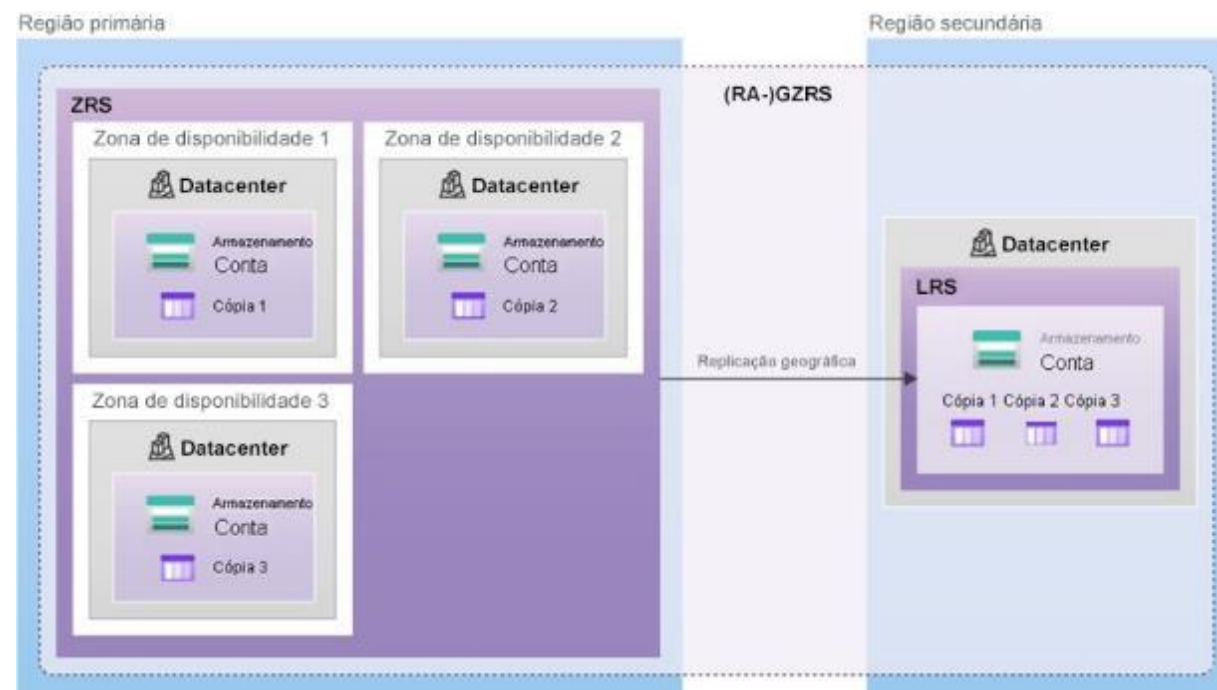 Região primária
Região secundária
(RA-)GZRS
ZRS
Zona de disponibilidade 1
Datacenter
Armazenamento
Conta
Cópia 1
Zona de disponibilidade 2
Datacenter
Armazenamento
Conta
Cópia 2
Zona de disponibilidade 3
Datacenter
Armazenamento
Conta
Cópia 3
Replicação geográfica
Datacenter
LRS
Armazenamento
Conta
Cópia 1 Cópia 2 Cópia 3